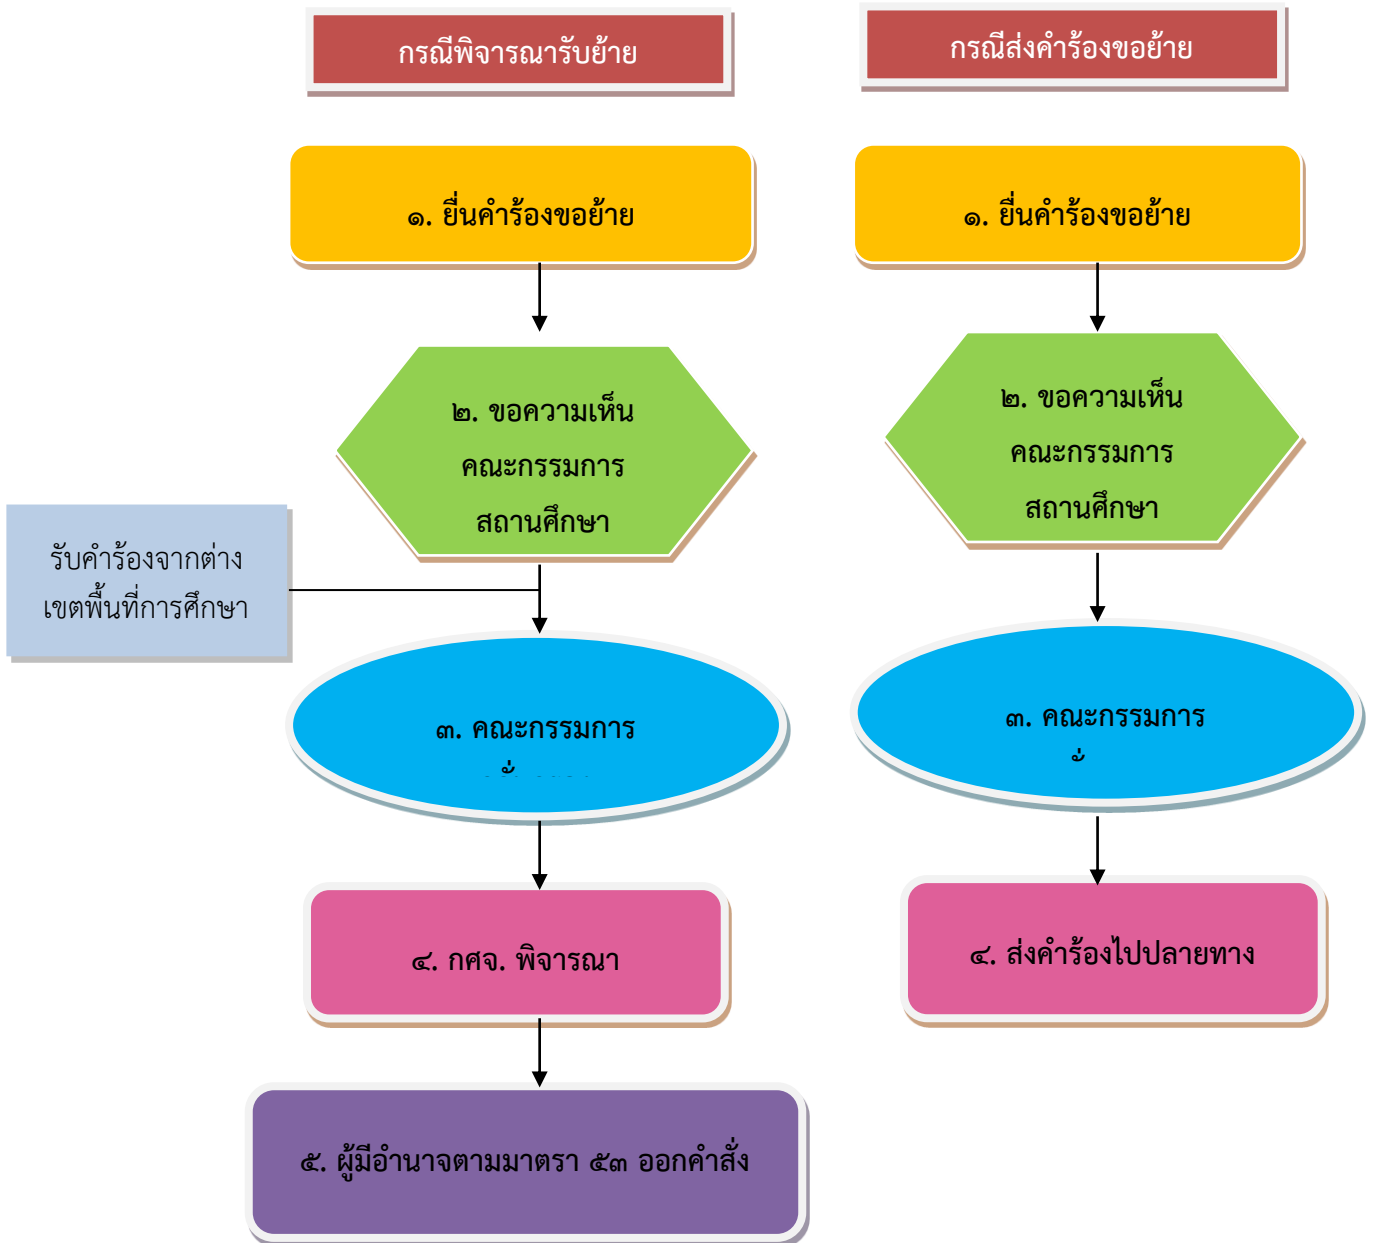 กรณีพิจารณารับย้าย
๑. ยื่นคำร้องขอย้าย
๒. ขอความเห็น
คณะกรรมการ
สถานศึกษา
รับคำร้องจากต่าง
เขตพื้นที่การศึกษา
๓. คณะกรรมการ
๔. กศจ. พิจารณา
๕. ผู้มีอำนาจตามมาตรา ๕๓ ออกคำสั่ง
กรณีส่งคำร้องขอย้าย
๑. ยื่นคำร้องขอย้าย
๒. ขอความเห็น
คณะกรรมการ
สถานศึกษา
๓. คณะกรรมการ
๔. ส่งคำร้องไปปลายทาง